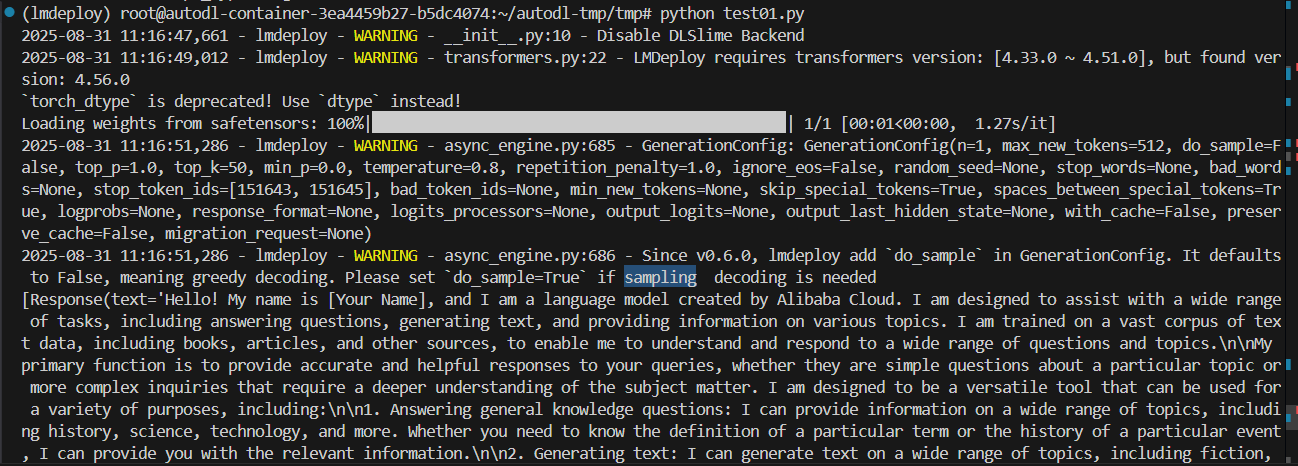 (lmdeploy) root@autodl-container-3ea4459b27-b5dc4074:~/autodl-tmp/tmp# python test01.py
2025-08-31 11:16:47,661 - lmdeploy - WARNING - __init__.py:10 - Disable DLSlime Backend
2025-08-31 11:16:49,012 - lmdeploy - WARNING - transformers.py:22 - LMDeploy requires transformers version: [4.33.0 ~ 4.51.0], but found ver
sion: 4.56.0
`torch_dtype` is deprecated! Use `dtype` instead!
Loading weights from safetensors: 100%| | 1/1 [00:01<00:00,  1.27s/it]
2025-08-31 11:16:51,286 - lmdeploy - WARNING - async_engine.py:685 - GenerationConfig: GenerationConfig(n=1, max_new_tokens=512, do_sample=F
alse, top_p=1.0, top_k=50, min_p=0.0, temperature=0.8, repetition_penalty=1.0, ignore_eos=False, random_seed=None, stop_words=None, bad_word
s=None, stop_token_ids=[151643, 151645], bad_token_ids=None, min_new_tokens=None, skip_special_tokens=True, spaces_between_special_tokens=Tr
ue, logprobs=None, response_format=None, logits_processors=None, output_logits=None, output_last_hidden_state=None, with_cache=False, preser
ve_cache=False, migration_request=None)
2025-08-31 11:16:51,286 - lmdeploy - WARNING - async_engine.py:686 - Since v0.6.0, lmdeploy add `do_sample` in GenerationConfig. It defaults
 to False, meaning greedy decoding. Please set `do_sample=True` if sampling  decoding is needed
[Response(text='Hello! My name is [Your Name], and I am a language model created by Alibaba Cloud. I am designed to assist with a wide range
 of tasks, including answering questions, generating text, and providing information on various topics. I am trained on a vast corpus of tex
t data, including books, articles, and other sources, to enable me to understand and respond to a wide range of questions and topics.\n\nMy 
primary function is to provide accurate and helpful responses to your queries, whether they are simple questions about a particular topic or
 more complex inquiries that require a deeper understanding of the subject matter. I am designed to be a versatile tool that can be used for
 a variety of purposes, including:\n\n1. Answering general knowledge questions: I can provide information on a wide range of topics, includi
ng history, science, technology, and more. Whether you need to know the definition of a particular term or the history of a particular event
, I can provide you with the relevant information.\n\n2. Generating text: I can generate text on a wide range of topics, including fiction,